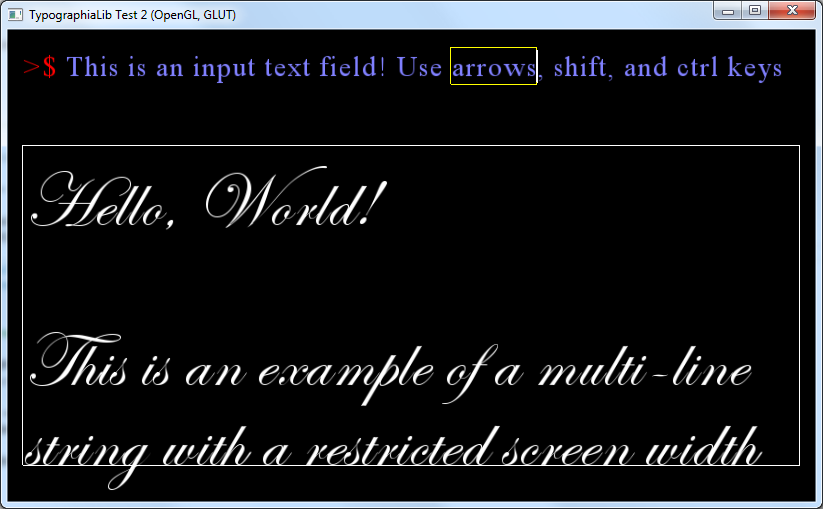 TypographiaLib Test 2 (OpenGL, GLUT)
>$ This is an input text field! Use arrows, shift, and ctrl keys
Hello, World!
This is an example of a multi-line
string with a restricted screen width